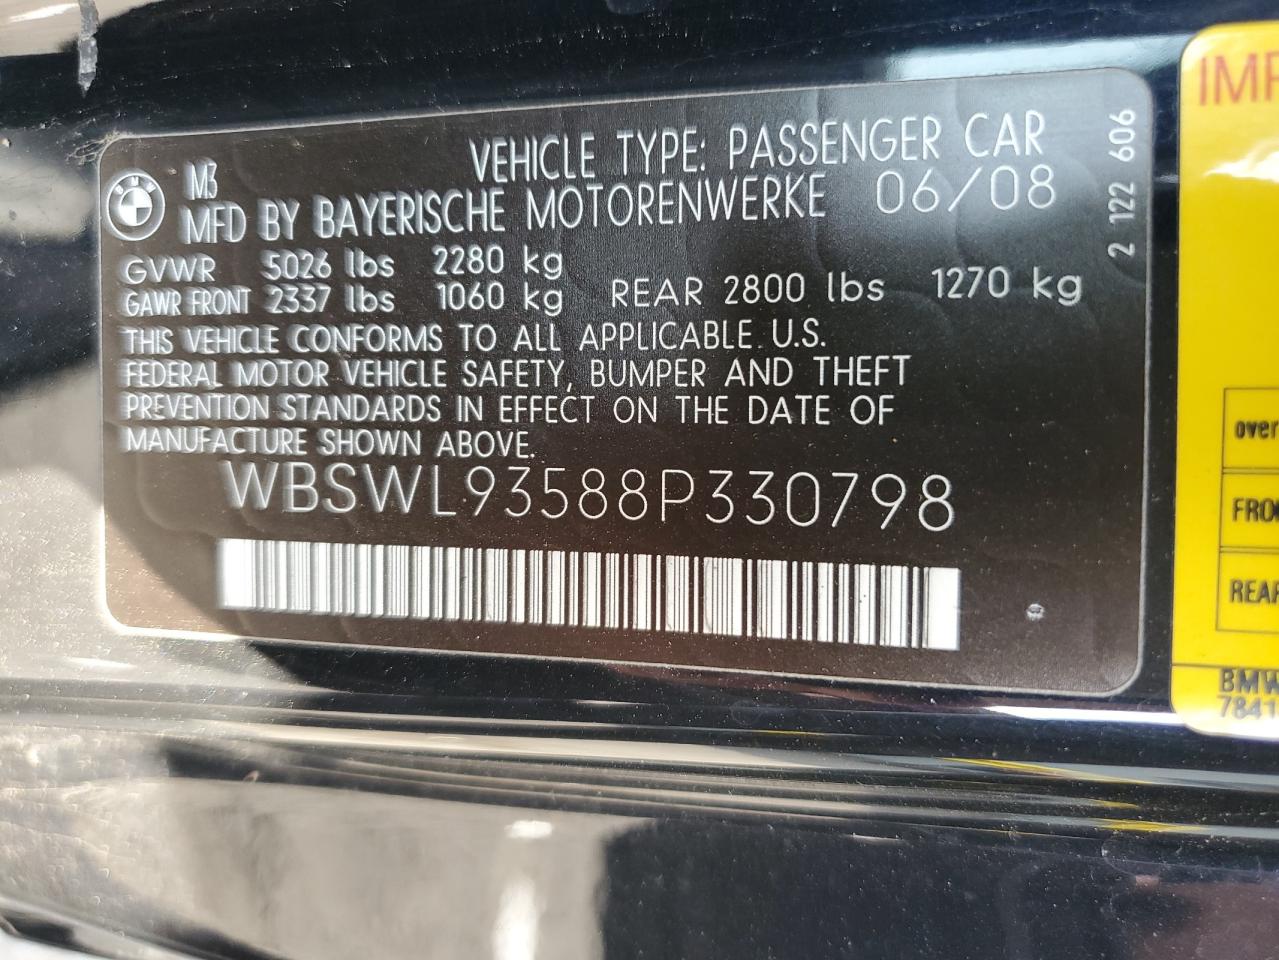 BMW
M3
VEHICLE TYPE: PASSENGER CAR
MFD BY BAYERISCHE MOTORENWERKE 06/08
GVWR 5026 lbs 2280 kg
GAWR FRONT 2337 lbs 1060 kg REAR 2800 lbs 1270 kg
THIS VEHICLE CONFORMS TO ALL APPLICABLE U.S.
FEDERAL MOTOR VEHICLE SAFETY, BUMPER AND THEFT
PREVENTION STANDARDS IN EFFECT ON THE DATE OF
MANUFACTURE SHOWN ABOVE.
WBSWL93588P330798
2 122 606
over
REAR
BMW